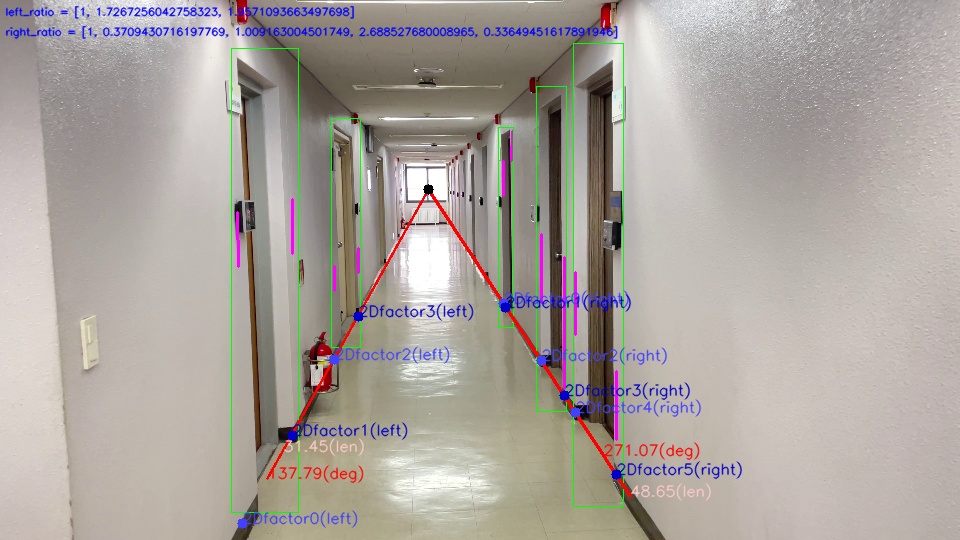 left_ratio = [1, 1.7267256042758323, 1.9571093663497698]
right_ratio = [1, 0.3709430716197769, 1.009163004501749, 2.688527680008965, 0.33649451617891946]
2Dfactor1(right)
2Dfactor3(left)
2Dfactor2(left)
2Dfactor2(right)
2Dfactor3(right)
2Dfactor4(right)
2Dfactor1(left)
31.45(len)
271.07(deg)
137.79(deg)
2Dfactor5(right)
48.65(len)
2Dfactor0(left)